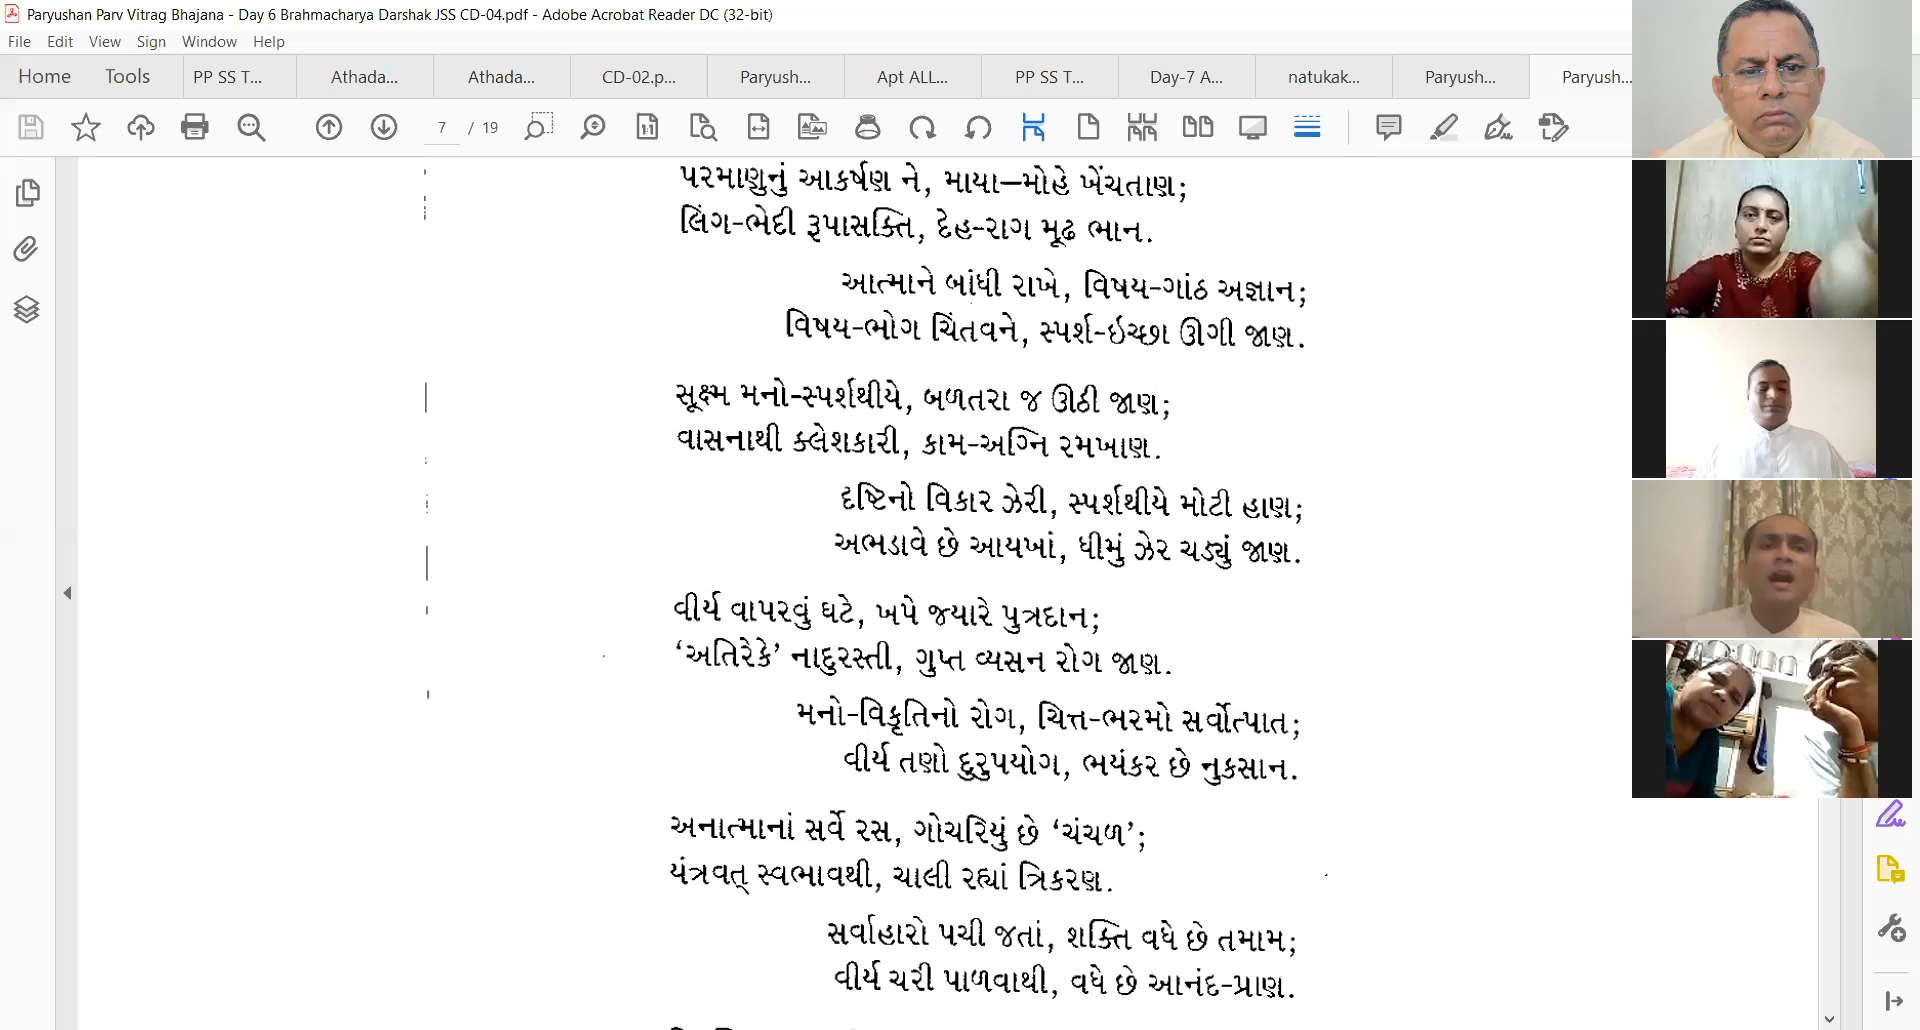 Paryushan Parv Vitrag Bhajana - Day 6 Brahmacharya Darshak JSS CD-04.pdf - Adobe Acrobat Reader DC (32-bit)
File Edit View Sign Window Help
Home Tools PP SS T... Athada... Athada... CD-02.p... Paryush... Apt ALL... PP SS T... Day-7 A... natukak... Paryush... Paryush...
7 / 19
પરમાણુનું આકર્ષણ ને, માયા–મોહે ખેંચતાણ;
લિંગ-ભેદી રૂપાસક્તિ, દેહ-રાગ મૂઢ ભાન.
આત્માને બાંધી રાખે, વિષય-ગાંઠ અજ્ઞાન;
વિષય-ભોગ ચિંતવને, સ્પર્શ-ઇચ્છા ઊગી જાણ.
સૂક્ષ્મ મનો-સ્પર્શથીયે, બળતરા જ ઊઠી જાણ;
વાસનાથી ક્લેશકારી, કામ-અગ્નિ રમખાણ.
દૃષ્ટિનો વિકાર ઝેરી, સ્પર્શથીયે મોટી હાણ;
અભડાવે છે આયખાં, ધીમું ઝેર ચડ્યું જાણ.
વીર્ય વાપરવું ઘટે, ખપે જયારે પુત્રદાન;
‘અતિરેકે’ નાદુરસ્તી, ગુપ્ત વ્યસન રોગ જાણ.
મનો-વિકૃતિનો રોગ, ચિત્ત-ભરમો સર્વોત્પાત;
વીર્ય તણો દુરુપયોગ, ભયંકર છે નુકસાન.
અનાત્માનાં સર્વે રસ, ગોચરિયું છે ‘ચંચળ’;
યંત્રવત્ સ્વભાવથી, ચાલી રહ્યાં ત્રિકરણ.
સર્વાહારો પચી જતાં, શક્તિ વધે છે તમામ;
વીર્ય ચરી પાળવાથી, વધે છે આનંદ-પ્રાણ.